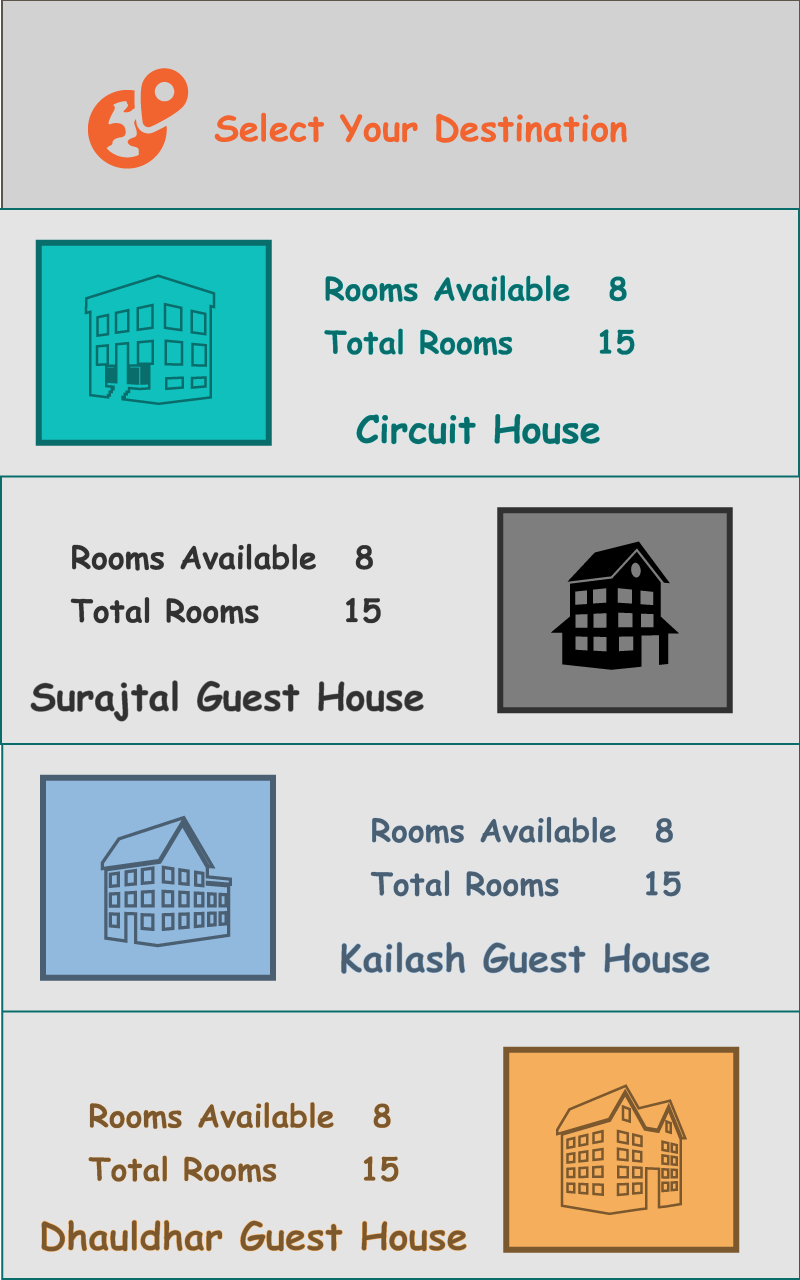 Select Your Destination
Rooms Available 8
Total Rooms 15
Circuit House
Rooms Available 8
Total Rooms 15
Surajtal Guest House
Rooms Available 8
Total Rooms 15
Kailash Guest House
Rooms Available 8
Total Rooms 15
Dhauldhar Guest House